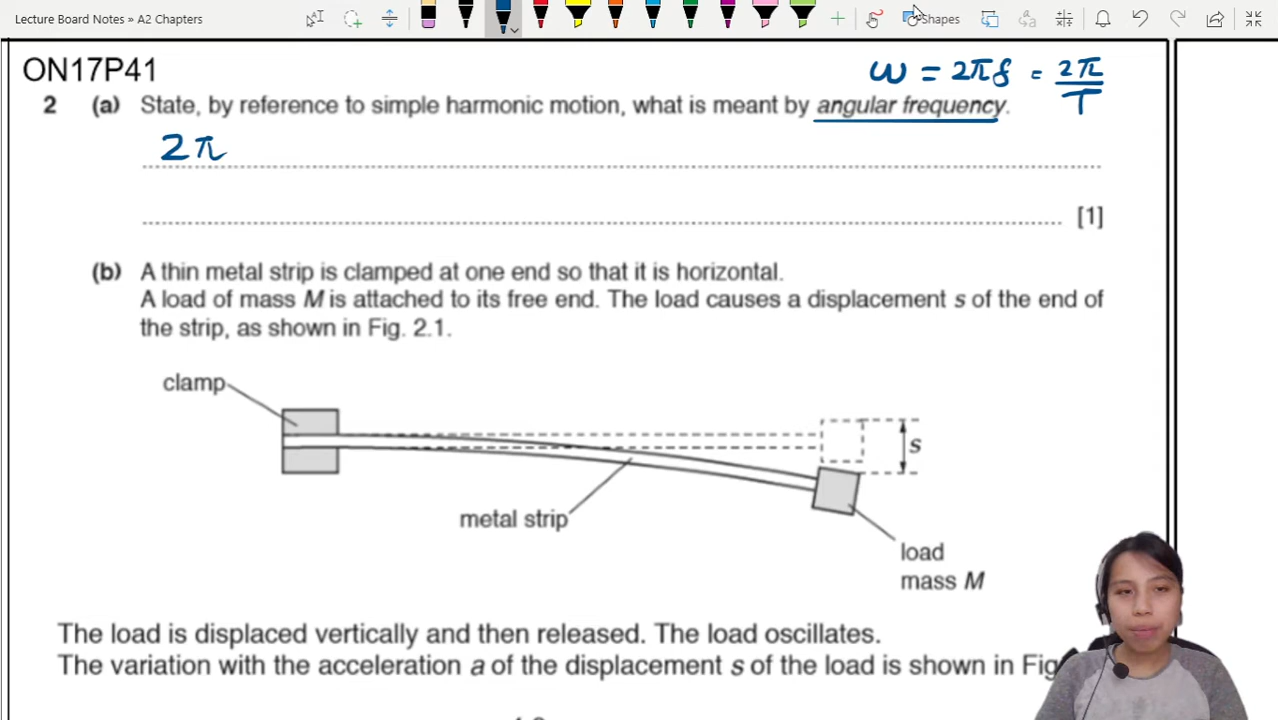 Lecture Board Notes » A2 Chapters
Shapes
ON17P41
ω = 2πf = 2π/T
2 (a) State, by reference to simple harmonic motion, what is meant by angular frequency.
2π
[1]
(b) A thin metal strip is clamped at one end so that it is horizontal.
A load of mass M is attached to its free end. The load causes a displacement s of the end of
the strip, as shown in Fig. 2.1.
clamp
s
metal strip
load
mass M
The load is displaced vertically and then released. The load oscillates.
The variation with the acceleration a of the displacement s of the load is shown in Fig